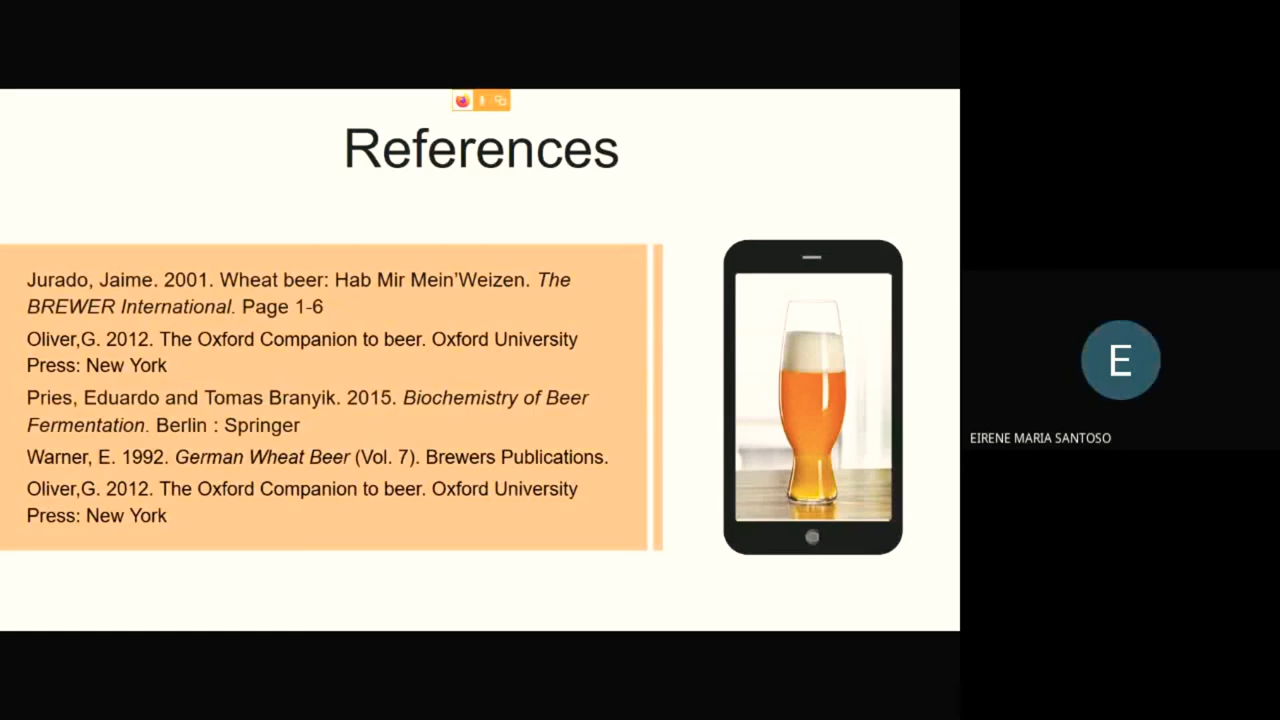 References
Jurado, Jaime. 2001. Wheat beer: Hab Mir Mein'Weizen. The
BREWER International. Page 1-6
Oliver,G. 2012. The Oxford Companion to beer. Oxford University
Press: New York
Pries, Eduardo and Tomas Branyik. 2015. Biochemistry of Beer
Fermentation. Berlin : Springer
Warner, E. 1992. German Wheat Beer (Vol. 7). Brewers Publications.
Oliver,G. 2012. The Oxford Companion to beer. Oxford University
Press: New York
E
EIRENE MARIA SANTOSO